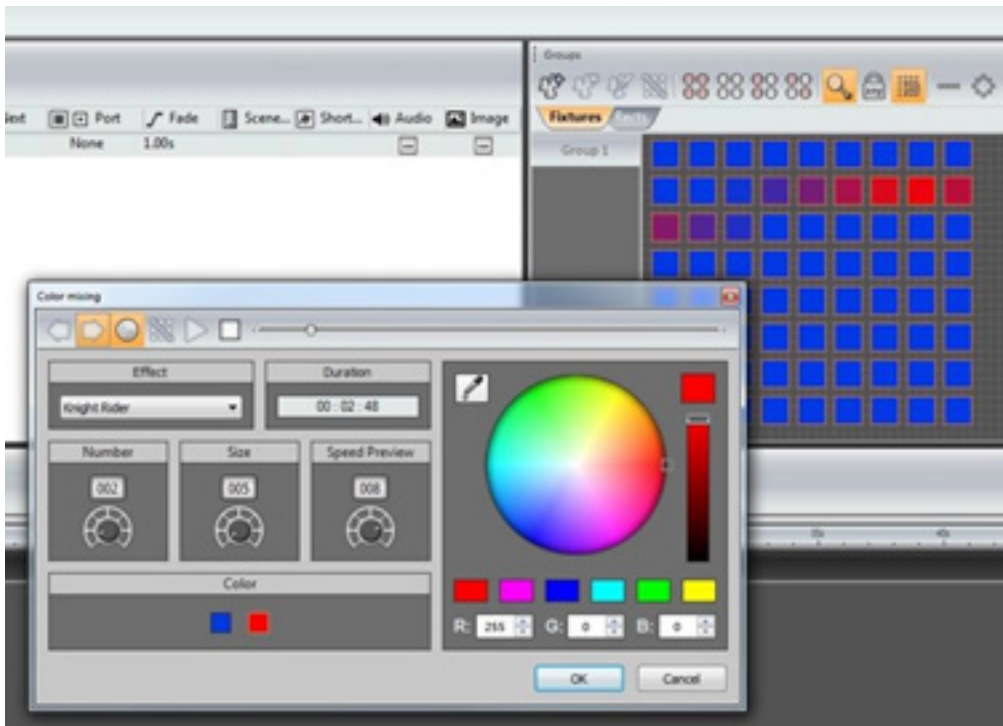 Groups
Port Fade Scene... Short... Audio Image
Fixtures
None 1.00s
Group 1
Color mixing
Effect Duration
Knight Rider 00 : 02 : 48
Number Size Speed Preview
002 005 008
Color
R: 255 G: 0 B: 0
OK Cancel